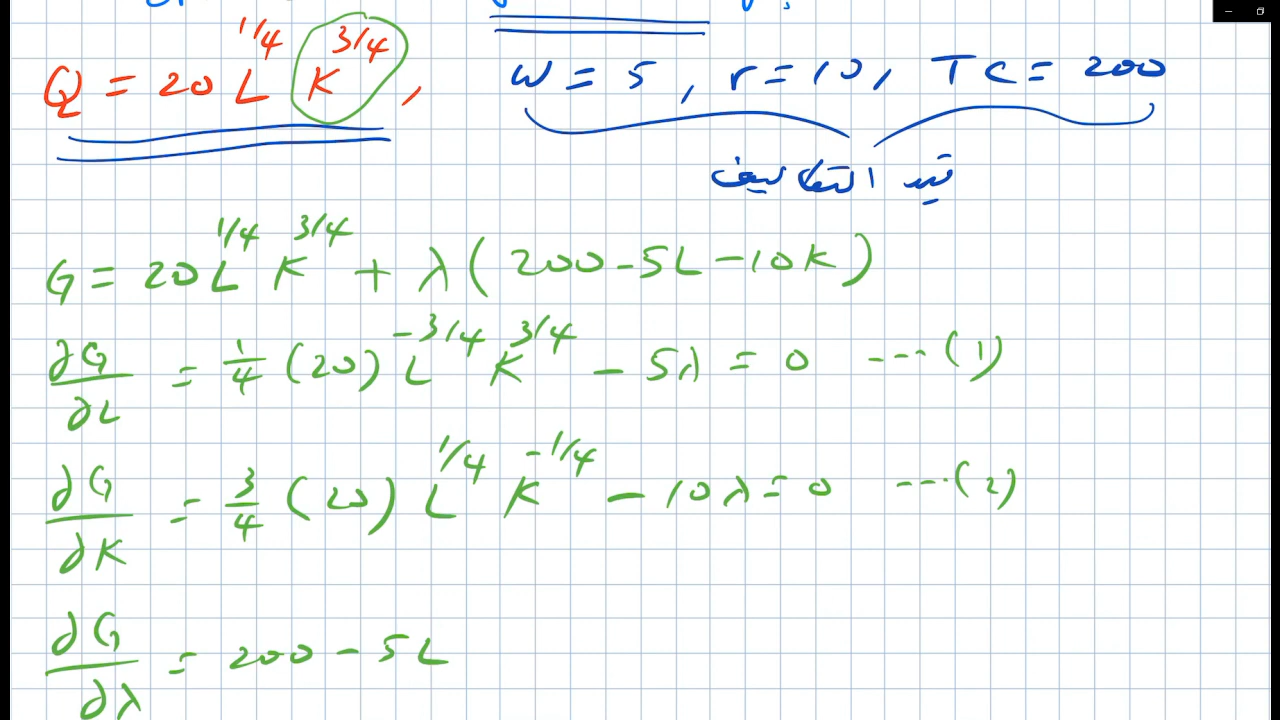 Q = 20 L^{1/4} K^{3/4} , w = 5 , r = 10 , TC = 200
قيد التكاليف
G = 20 L^{1/4} K^{3/4} + λ ( 200 - 5L - 10K )
∂G/∂L = 1/4 (20) L^{-3/4} K^{3/4} - 5λ = 0 ---- (1)
∂G/∂K = 3/4 (20) L^{1/4} K^{-1/4} - 10λ = 0 ---- (2)
∂G/∂λ = 200 - 5L